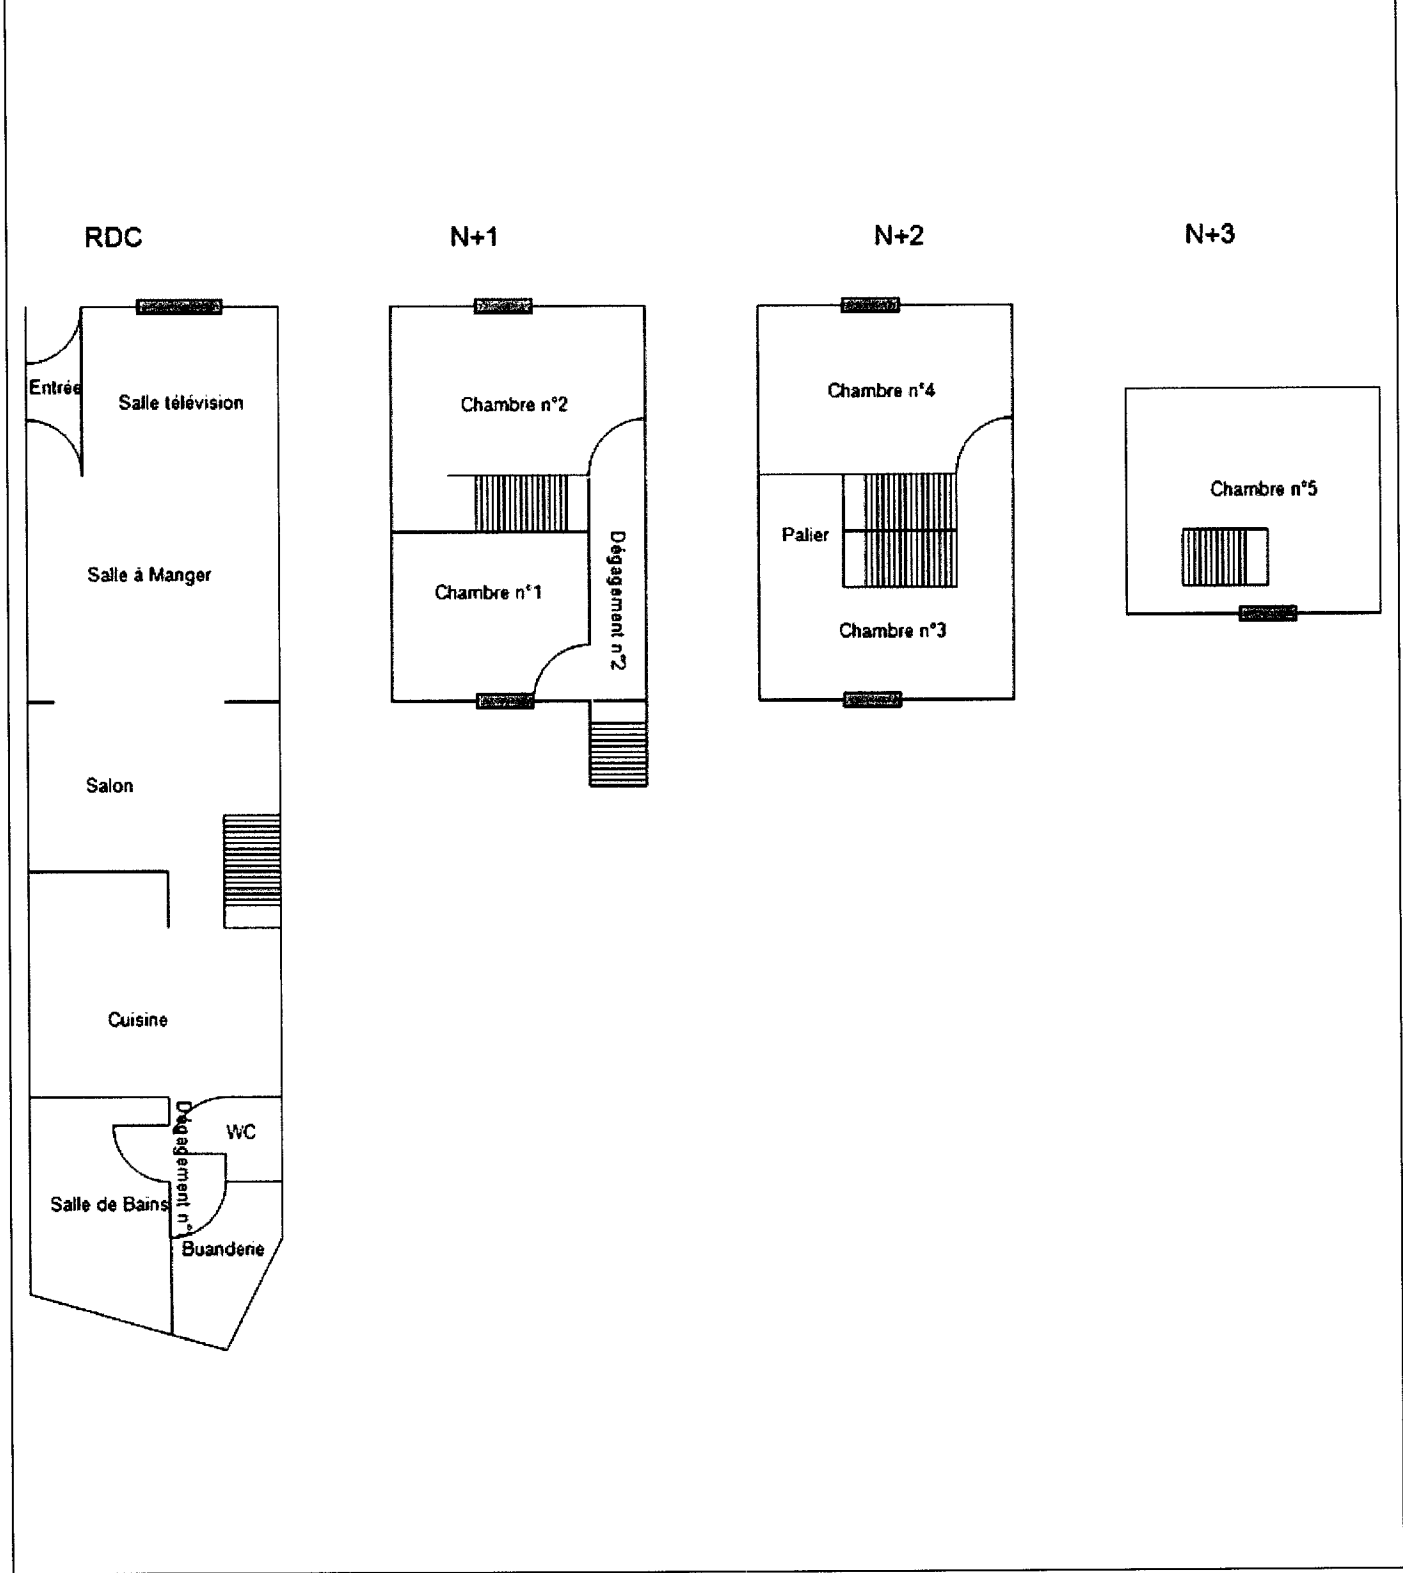 RDC
N+1
N+2
N+3
Entrée
Salle télévision
Salle à Manger
Salon
Cuisine
WC
Dégagement n°1
Salle de Bains
Buanderie
Chambre n°2
Chambre n°1
Dégagement n°2
Chambre n°4
Palier
Chambre n°3
Chambre n°5